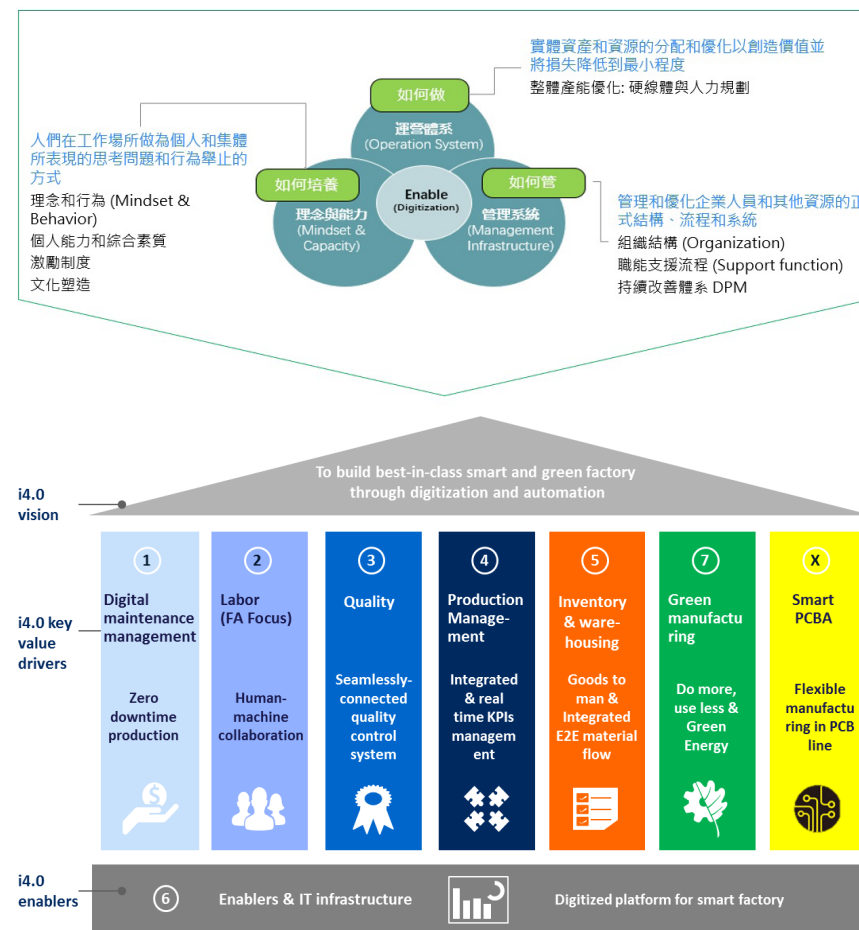 實體資產和資源的分配和優化以創造價值並
將損失降低到最小程度
整體產能優化: 硬線體與人力規劃
如何做
運營體系
(Operation System)
人們在工作場所做為個人和集體
所表現的思考問題和行為舉止的
方式
理念和行為 (Mindset &
Behavior)
個人能力和綜合素質
激勵制度
文化塑造
如何培養
理念與能力
(Mindset &
Capacity)
Enable
(Digitization)
如何管
管理系統
(Management
Infrastructure)
管理和優化企業人員和其他資源的正
式結構、流程和系統
組織結構 (Organization)
職能支援流程 (Support function)
持續改善體系 DPM
To build best-in-class smart and green factory
through digitization and automation
i4.0
vision
i4.0 key
value
drivers
1
Digital
maintenance
management
Zero
downtime
production
2
Labor
(FA Focus)
Human-
machine
collaboration
3
Quality
Seamlessly-
connected
quality
control
system
4
Production
Manage-
ment
Integrated
& real
time KPIs
managem
ent
5
Inventory
& ware-
housing
Goods to
man &
Integrated
E2E material
flow
7
Green
manufactu
ring
Do more,
use less &
Green
Energy
X
Smart
PCBA
Flexible
manufactu
ring in PCB
line
i4.0
enablers
6
Enablers & IT infrastructure
Digitized platform for smart factory